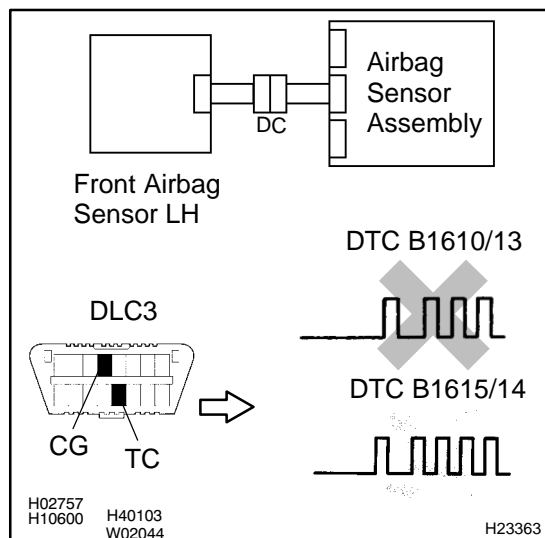 Airbag
Sensor
Assembly
DC
Front Airbag
Sensor LH
DTC B1610/13
DLC3
DTC B1615/14
CG
TC
H02757
H10600
H40103
W02044
H23363